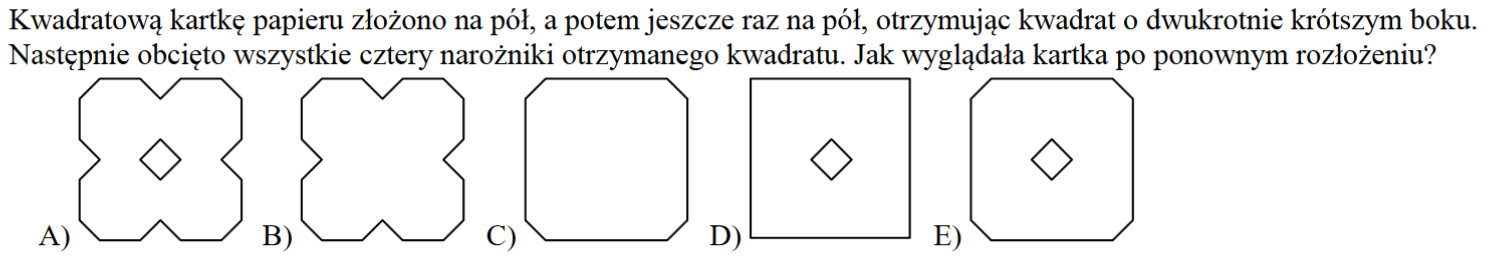 Kwadratową kartkę papieru złożono na pół, a potem jeszcze raz na pół, otrzymując kwadrat o dwukrotnie krótszym boku.
Następnie obcięto wszystkie cztery narożniki otrzymanego kwadratu. Jak wyglądała kartka po ponownym rozłożeniu?
A) B) C) D) E)